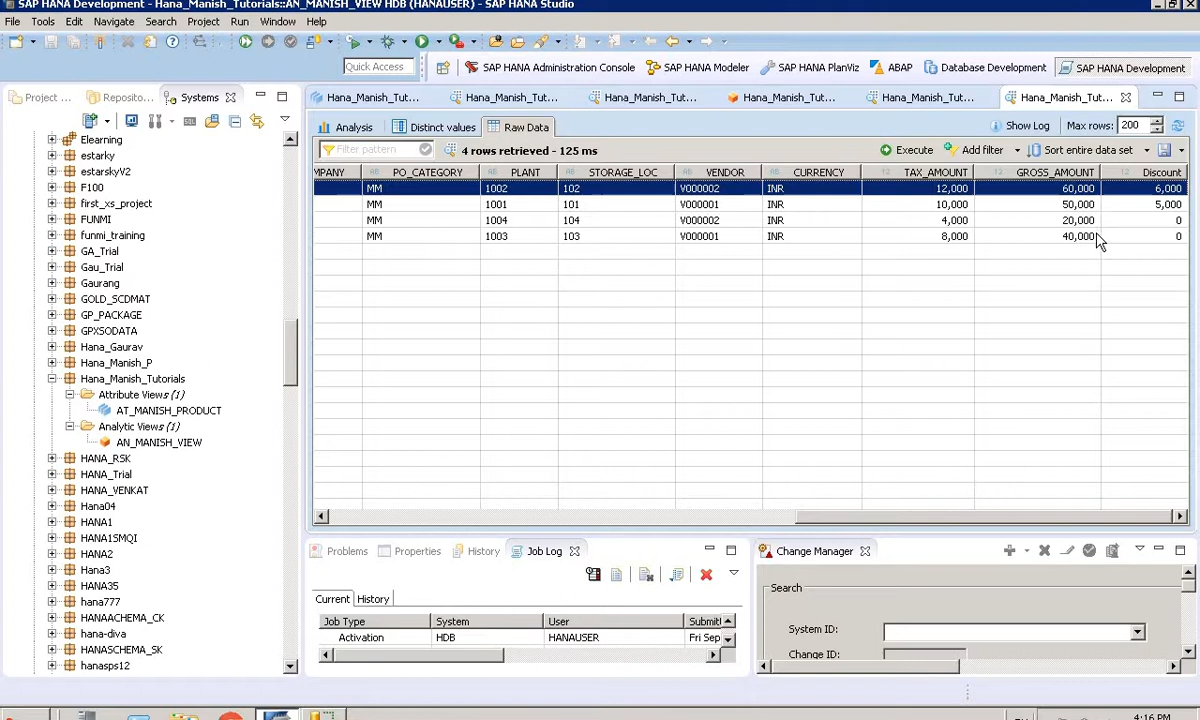 SAP HANA Development - Hana_Manish_Tutorials::AN_MANISH_VIEW HDB (HANAUSER) - SAP HANA Studio
File Tools Edit Navigate Search Project Run Window Help
Quick Access SAP HANA Administration Console SAP HANA Modeler SAP HANA PlanViz ABAP Database Development SAP HANA Development
Project ... Reposito... Systems
Hana_Manish_Tut... Hana_Manish_Tut... Hana_Manish_Tut... Hana_Manish_Tut... Hana_Manish_Tut... Hana_Manish_Tut...
Analysis Distinct values Raw Data Show Log Max rows: 200
Filter pattern 4 rows retrieved - 125 ms Execute Add filter Sort entire data set
MPANY PO_CATEGORY PLANT STORAGE_LOC VENDOR CURRENCY TAX_AMOUNT GROSS_AMOUNT Discount
MM 1002 102 V000002 INR 12,000 60,000 6,000
MM 1001 101 V000001 INR 10,000 50,000 5,000
MM 1004 104 V000002 INR 4,000 20,000 0
MM 1003 103 V000001 INR 8,000 40,000 0
Elearning
estarky
estarkyV2
F100
first_xs_project
FUNMI
funmi_training
GA_Trial
Gau_Trial
Gaurang
GOLD_SCDMAT
GP_PACKAGE
GPXSODATA
Hana_Gaurav
Hana_Manish_P
Hana_Manish_Tutorials
Attribute Views (1)
AT_MANISH_PRODUCT
Analytic Views (1)
AN_MANISH_VIEW
HANA_RSK
HANA_Trial
HANA_VENKAT
Hana04
HANA1
HANA1SMQI
HANA2
Hana3
HANA35
hana777
HANAACHEMA_CK
hana-diva
HANASCHEMA_SK
hanasps12
Problems Properties History Job Log
Current History
Job Type System User Submit
Activation HDB HANAUSER Fri Sep
Change Manager
Search
System ID:
Change ID:
4:16 PM